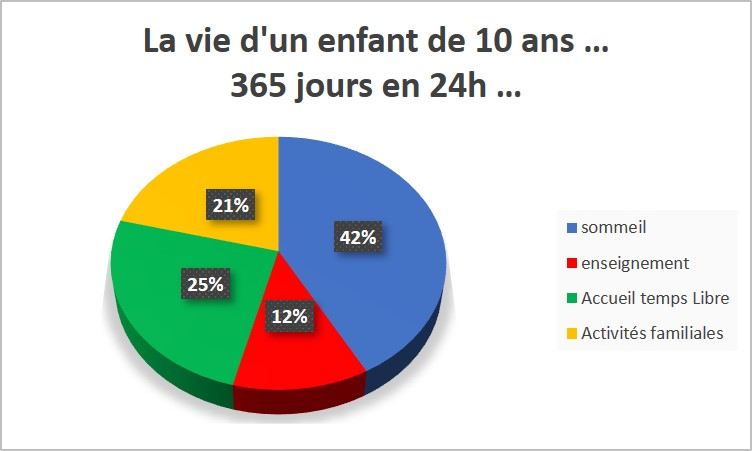 La vie d'un enfant de 10 ans ...
365 jours en 24h ...
21%
42%
25%
12%
sommeil
enseignement
Accueil temps Libre
Activités familiales